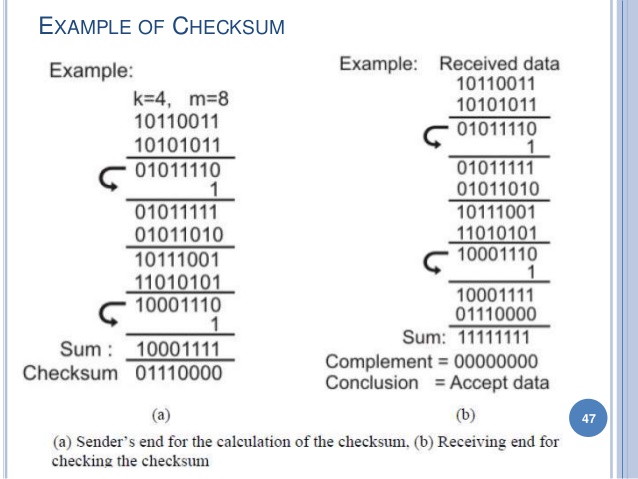 EXAMPLE OF CHECKSUM
Example:
k=4, m=8
10110011
10101011
01011110
1
01011111
01011010
10111001
11010101
10001110
1
Sum : 10001111
Checksum 01110000
(a)
Example: Received data
10110011
10101011
01011110
1
01011111
01011010
10111001
11010101
10001110
1
10001111
01110000
Sum: 11111111
Complement = 00000000
Conclusion = Accept data
(b)
47
(a) Sender's end for the calculation of the checksum, (b) Receiving end for
checking the checksum